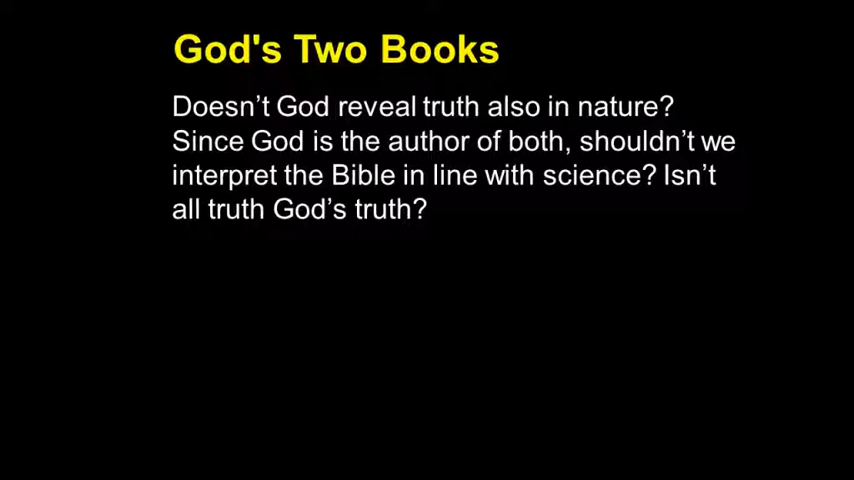 God's Two Books
Doesn’t God reveal truth also in nature?
Since God is the author of both, shouldn’t we
interpret the Bible in line with science? Isn’t
all truth God’s truth?